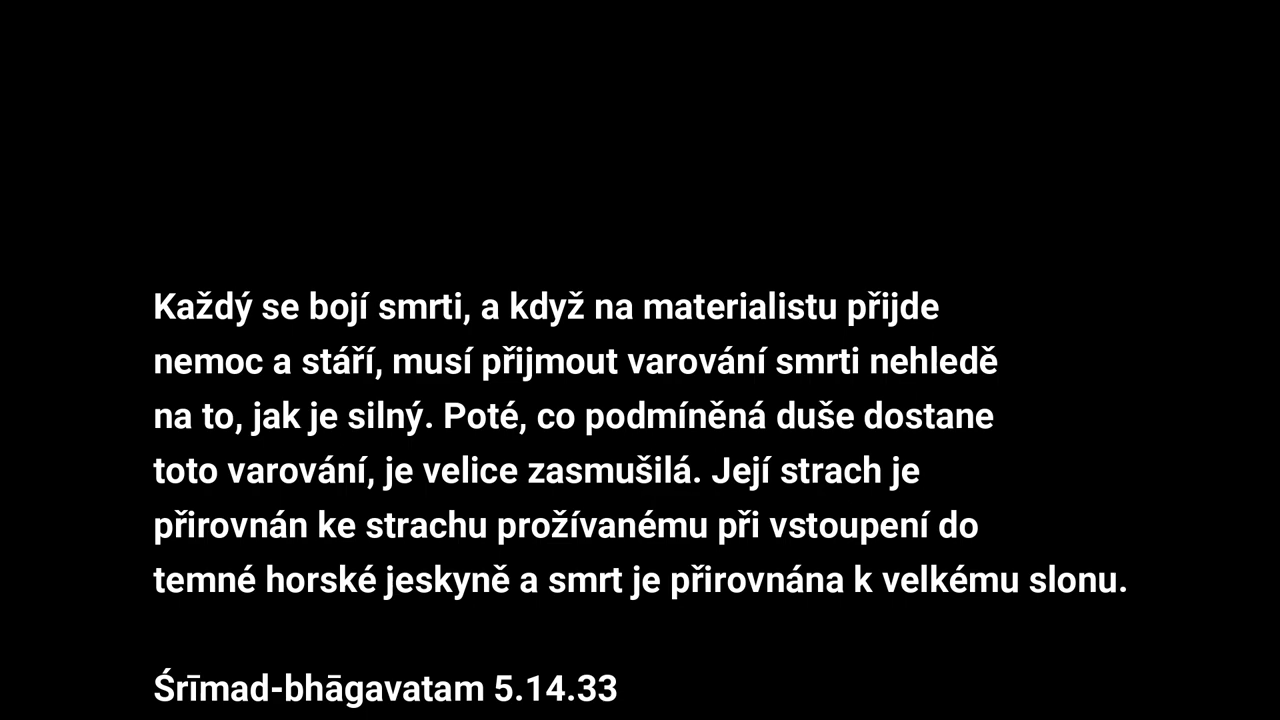 Každý se bojí smrti, a když na materialistu přijde
nemoc a stáří, musí přijmout varování smrti nehledě
na to, jak je silný. Poté, co podmíněná duše dostane
toto varování, je velice zasmušilá. Její strach je
přirovnán ke strachu prožívanému při vstoupení do
temné horské jeskyně a smrt je přirovnána k velkému slonu.
Śrīmad-bhāgavatam 5.14.33